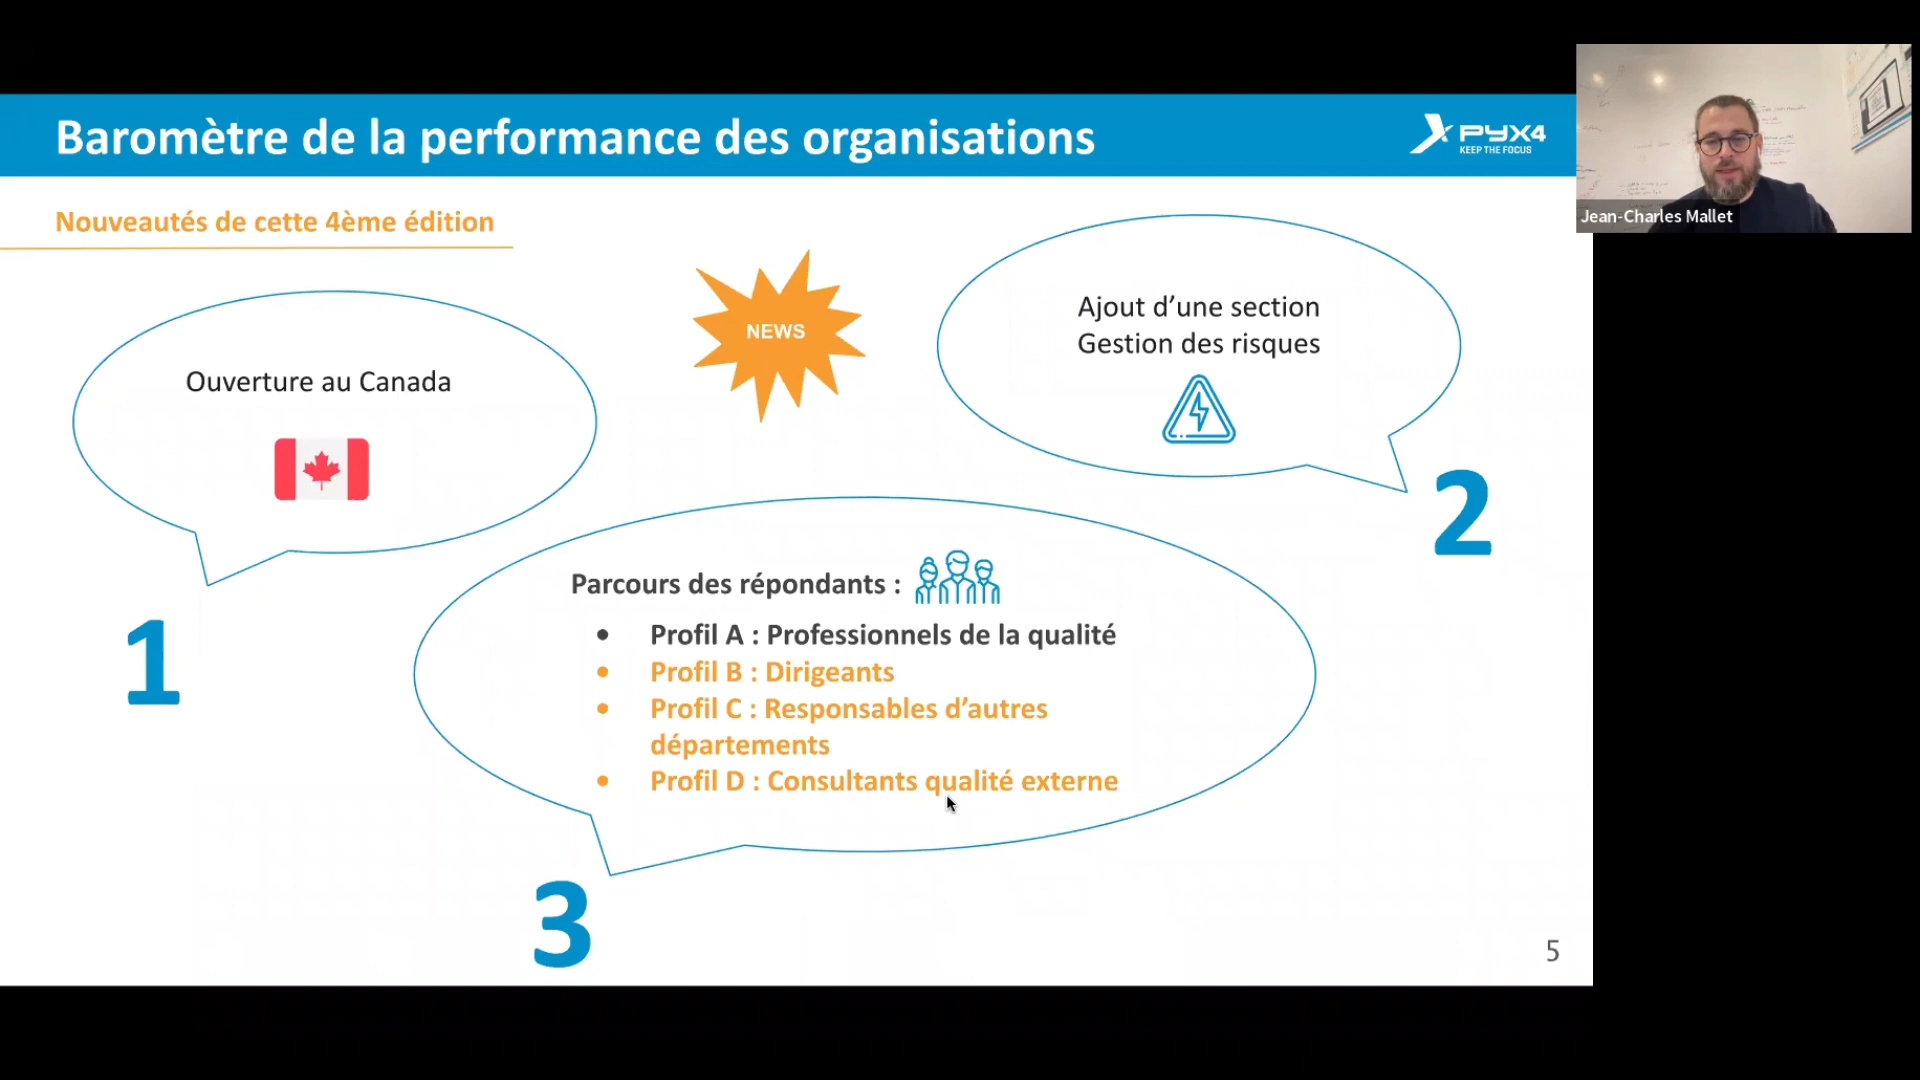 Baromètre de la performance des organisations
PYX4
KEEP THE FOCUS
Jean-Charles Mallet
Nouveautés de cette 4ème édition
NEWS
Ouverture au Canada
1
Ajout d’une section
Gestion des risques
2
Parcours des répondants :
• Profil A : Professionnels de la qualité
• Profil B : Dirigeants
• Profil C : Responsables d’autres
départements
• Profil D : Consultants qualité externe
3
5